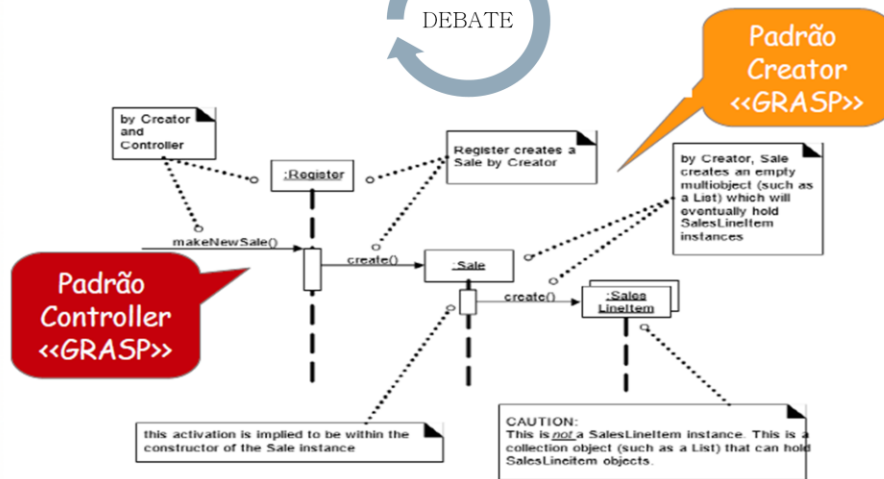 DEBATE
Padrão
Creator
<<GRASP>>
by Creator
and
Controller
:Register
Register creates a
Sale by Creator
by Creator, Sale
creates an empty
multiobject (such as
a List) which will
eventually hold
SalesLineItem
instances
makeNewSale()
create()
:Sale
create()
:Sales
LineItem
Padrão
Controller
<<GRASP>>
this activation is implied to be within the
constructor of the Sale instance
CAUTION:
This is not a SalesLineItem instance. This is a
collection object (such as a List) that can hold
SalesLineitem objects.